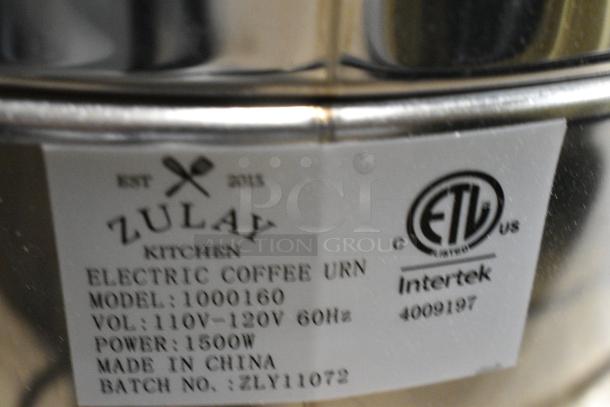 EST 2015
ZULAY
KITCHEN
ELECTRIC COFFEE URN
MODEL:1000160
VOL:110V-120V 60Hz
POWER:1500W
MADE IN CHINA
BATCH NO.:ZLY11072
ETL
C US
LISTED
Intertek
4009197
PCI
AUCTION GROUP